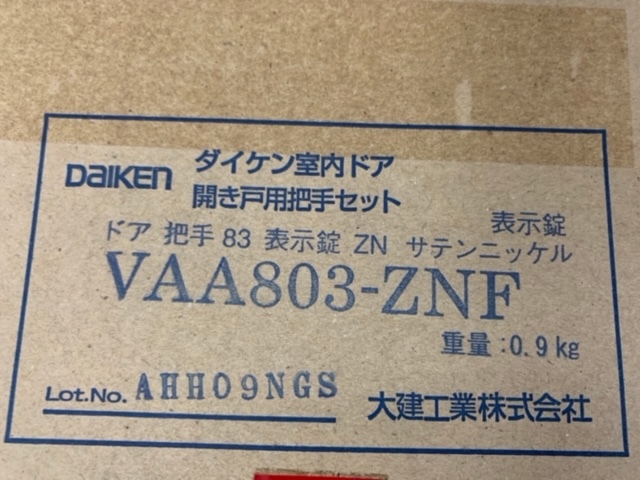 DAIKEN ダイケン室内ドア
開き戸用把手セット
表示錠
ドア 把手 83 表示錠 ZN サテンニッケル
VAA803-ZNF
重量:0.9kg
Lot.No. AHH09NGS 大建工業株式会社